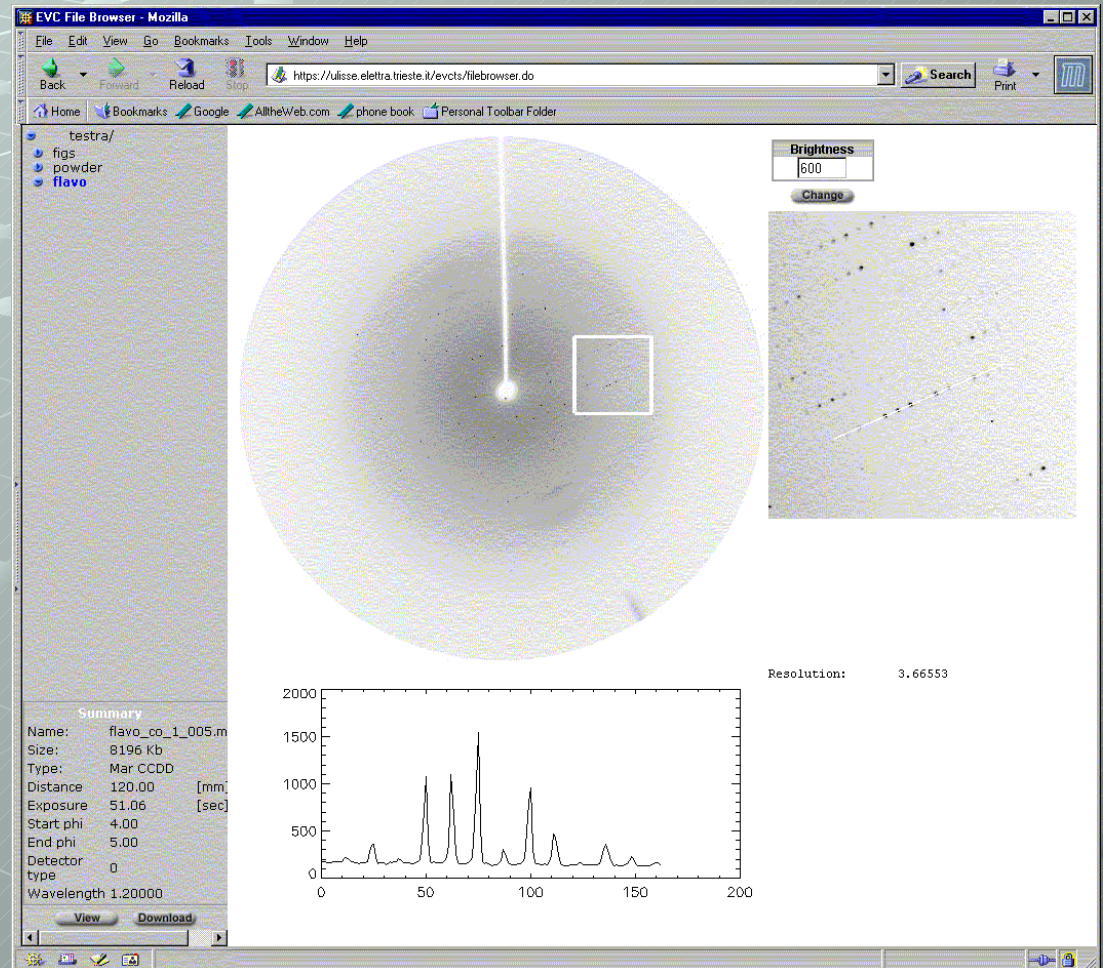 EVC File Browser - Mozilla
File Edit View Go Bookmarks Tools Window Help
Back Forward Reload Stop https://ulisse.elettra.trieste.it/evcts/filebrowser.do Search Print
Home Bookmarks Google AlltheWeb.com phone book Personal Toolbar Folder
testra/
figs
powder
flavo
Brightness
600
Change
Resolution: 3.66553
2000
1500
1000
500
0
0 50 100 150 200
Summary
Name: flavo_co_1_005.m
Size: 8196 Kb
Type: Mar CCDD
Distance 120.00 [mm]
Exposure 51.06 [sec]
Start phi 4.00
End phi 5.00
Detector
type 0
Wavelength 1.20000
View Download